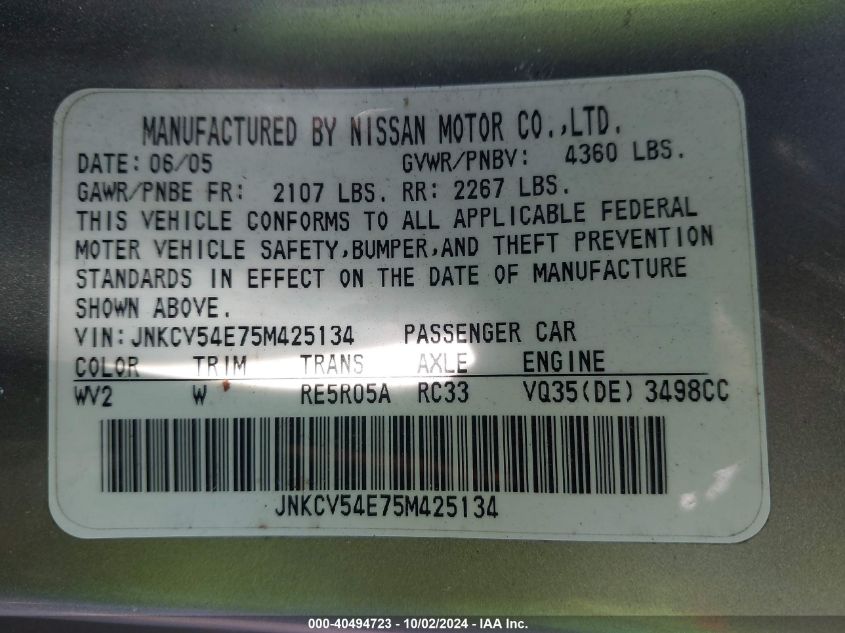 MANUFACTURED BY NISSAN MOTOR CO.,LTD.
DATE: 06/05 GVWR/PNBV: 4360 LBS.
GAWR/PNBE FR: 2107 LBS. RR: 2267 LBS.
THIS VEHICLE CONFORMS TO ALL APPLICABLE FEDERAL
MOTER VEHICLE SAFETY,BUMPER,AND THEFT PREVENTION
STANDARDS IN EFFECT ON THE DATE OF MANUFACTURE
SHOWN ABOVE.
VIN:JNKCV54E75M425134 PASSENGER CAR
COLOR TRIM TRANS AXLE ENGINE
WV2 W RE5R05A RC33 VQ35(DE) 3498CC
JNKCV54E75M425134
000-40494723 - 10/02/2024 - IAA Inc.